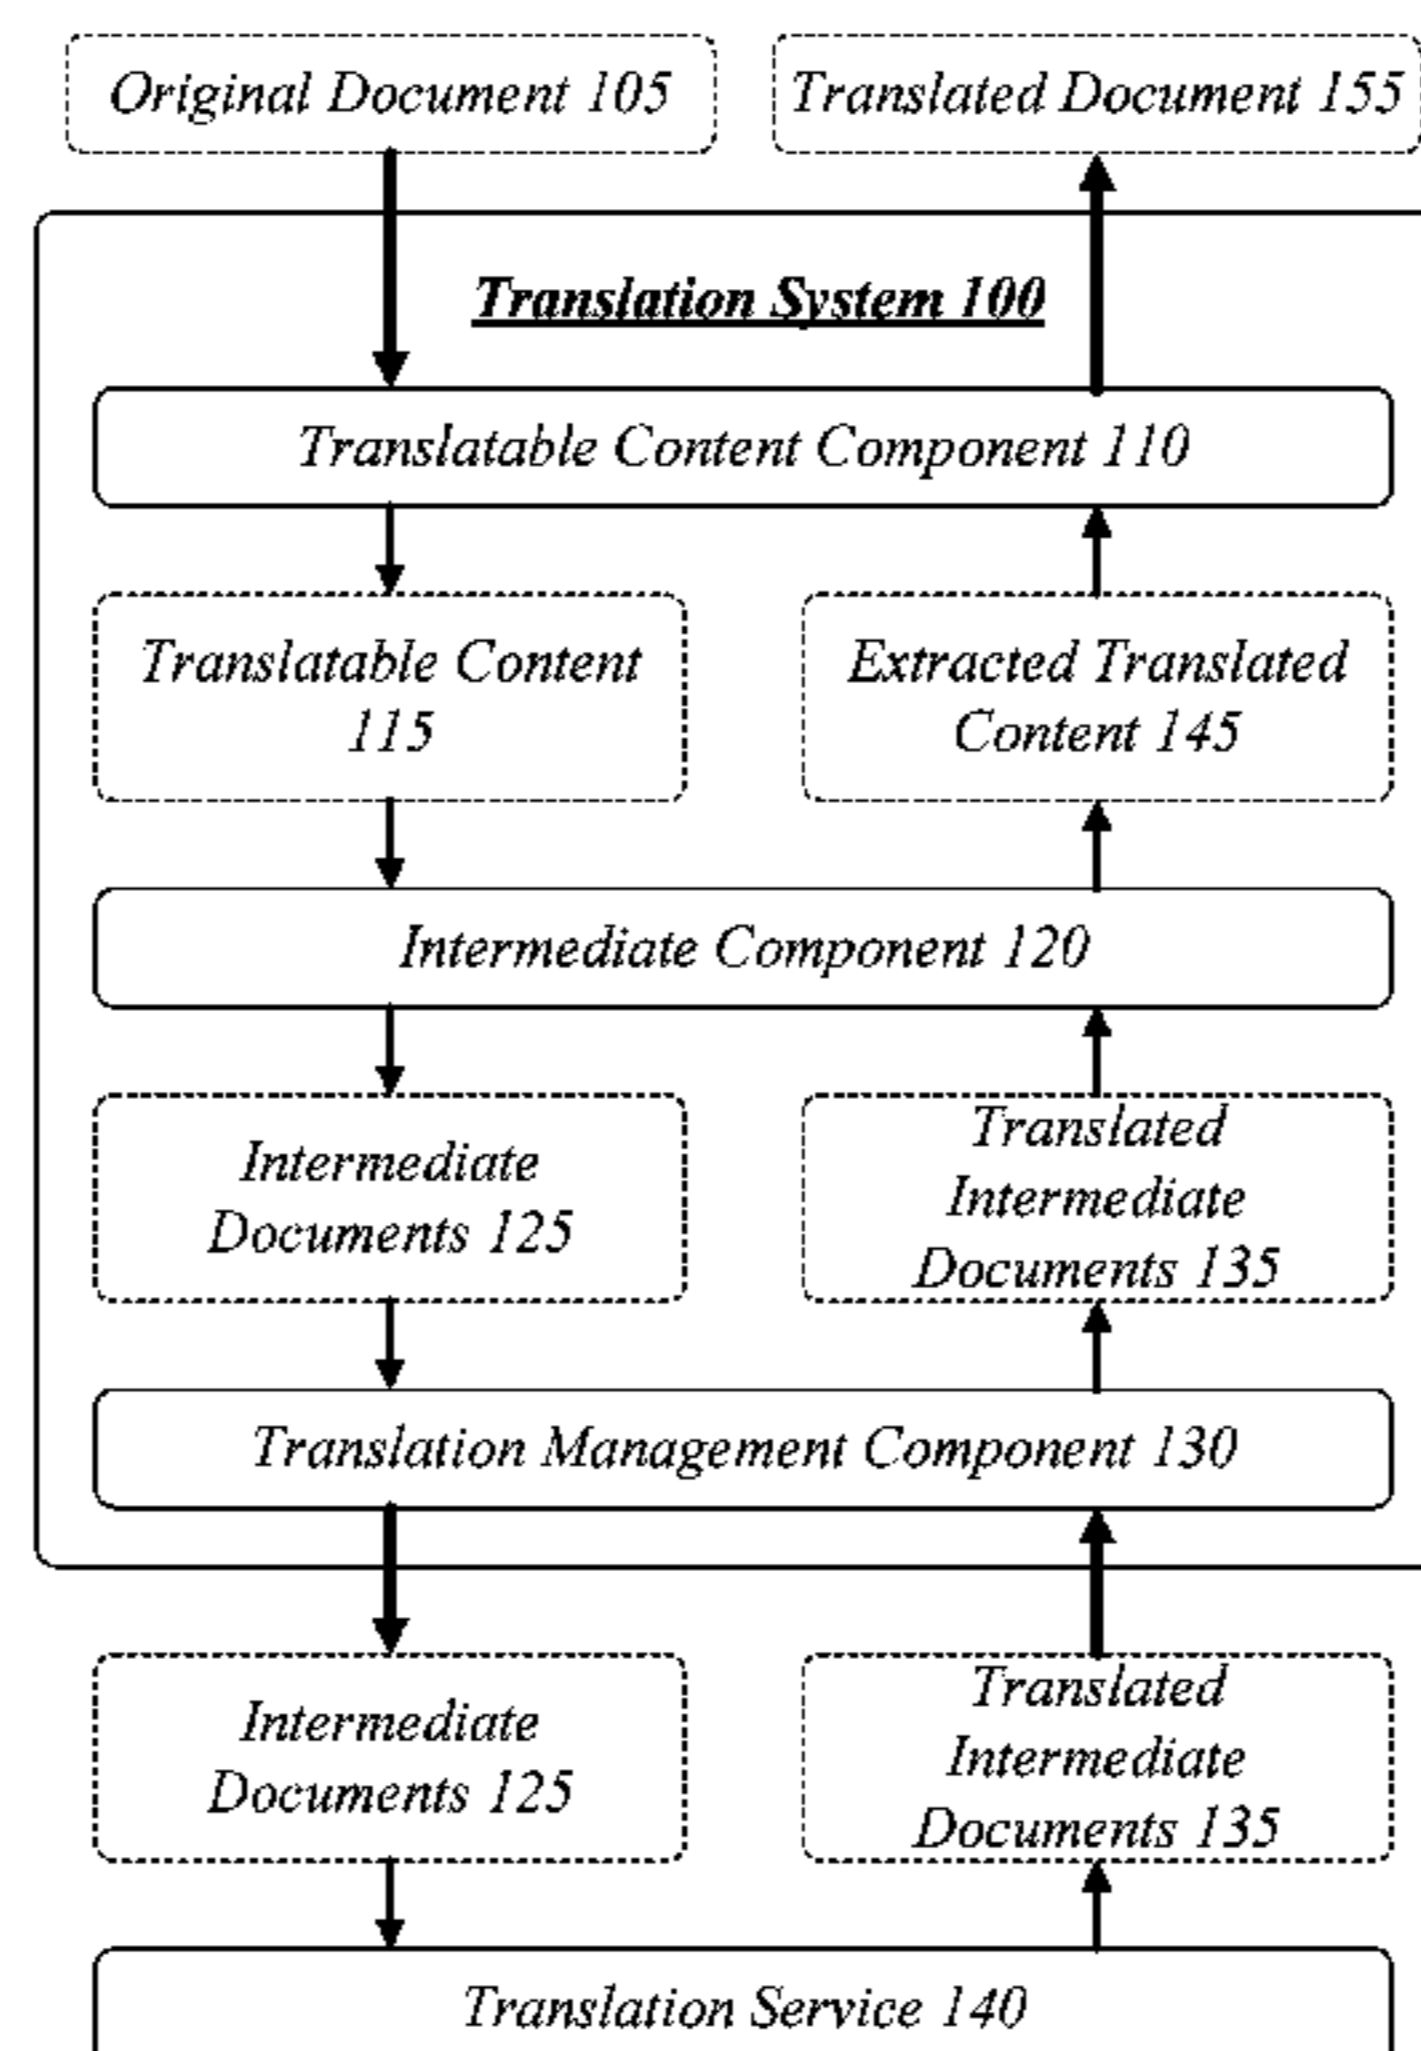 Original Document 105
Translated Document 155
Translation System 100
Translatable Content Component 110
Translatable Content
115
Extracted Translated
Content 145
Intermediate Component 120
Intermediate
Documents 125
Translated
Intermediate
Documents 135
Translation Management Component 130
Intermediate
Documents 125
Translated
Intermediate
Documents 135
Translation Service 140